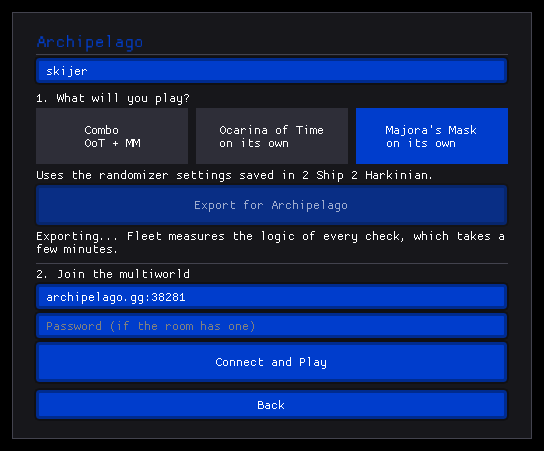 Archipelago
skijer
1. What will you play?
Combo
OoT + MM
Ocarina of Time
on its own
Majora's Mask
on its own
Uses the randomizer settings saved in 2 Ship 2 Harkinian.
Export for Archipelago
Exporting... Fleet measures the logic of every check, which takes a
few minutes.
2. Join the multiworld
archipelago.gg:38281
Password (if the room has one)
Connect and Play
Back